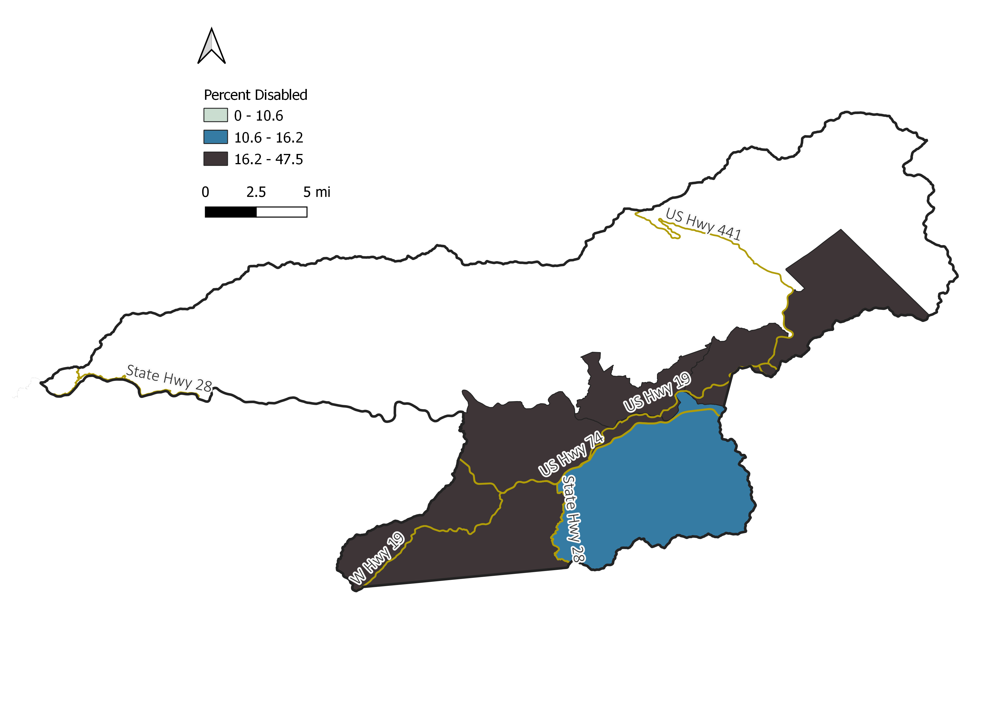 Percent Disabled
0 - 10.6
10.6 - 16.2
16.2 - 47.5
0 2.5 5 mi
US Hwy 441
State Hwy 28
US Hwy 19
Us Hwy 74
State Hwy 28
W Hwy 19